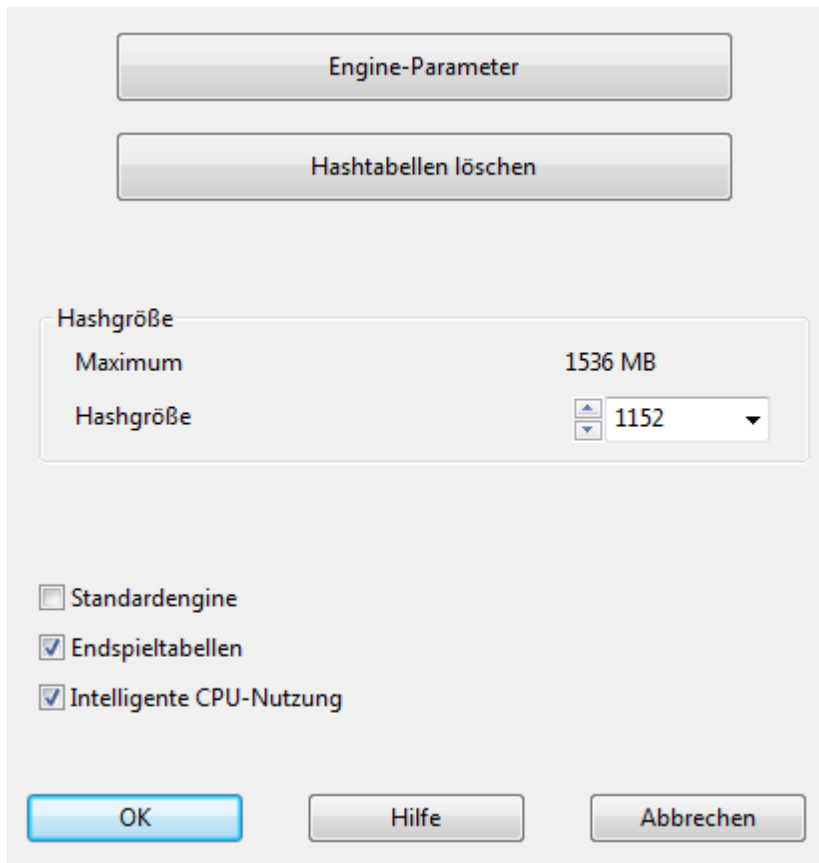 Engine-Parameter
Hashtabellen löschen
Hashgröße
Maximum 1536 MB
Hashgröße 1152
Standardengine
Endspieltabellen
Intelligente CPU-Nutzung
OK Hilfe Abbrechen